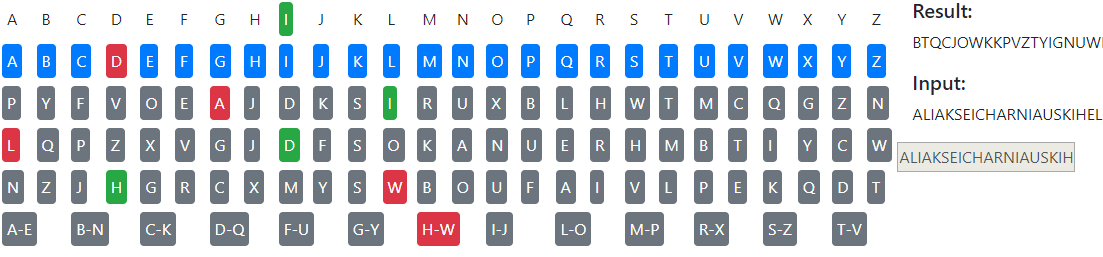 A B C D E F G H I J K L M N O P Q R S T U V W X Y Z
A B C D E F G H I J K L M N O P Q R S T U V W X Y Z
P Y F V O E A J D K S I R U X B L H W T M C Q G Z N
L Q P Z X V G J D F S O K A N U E R H M B T I Y C W
N Z J H G R C X M Y S W B O U F A I V L P E K Q D T
A-E B-N C-K D-Q F-U G-Y H-W I-J L-O M-P R-X S-Z T-V
Result:
BTQCJOWKKPVZTYIGNUWI
Input:
ALIAKSEICHARNIAUSKIHEL
ALIAKSEICHARNIAUSKIH